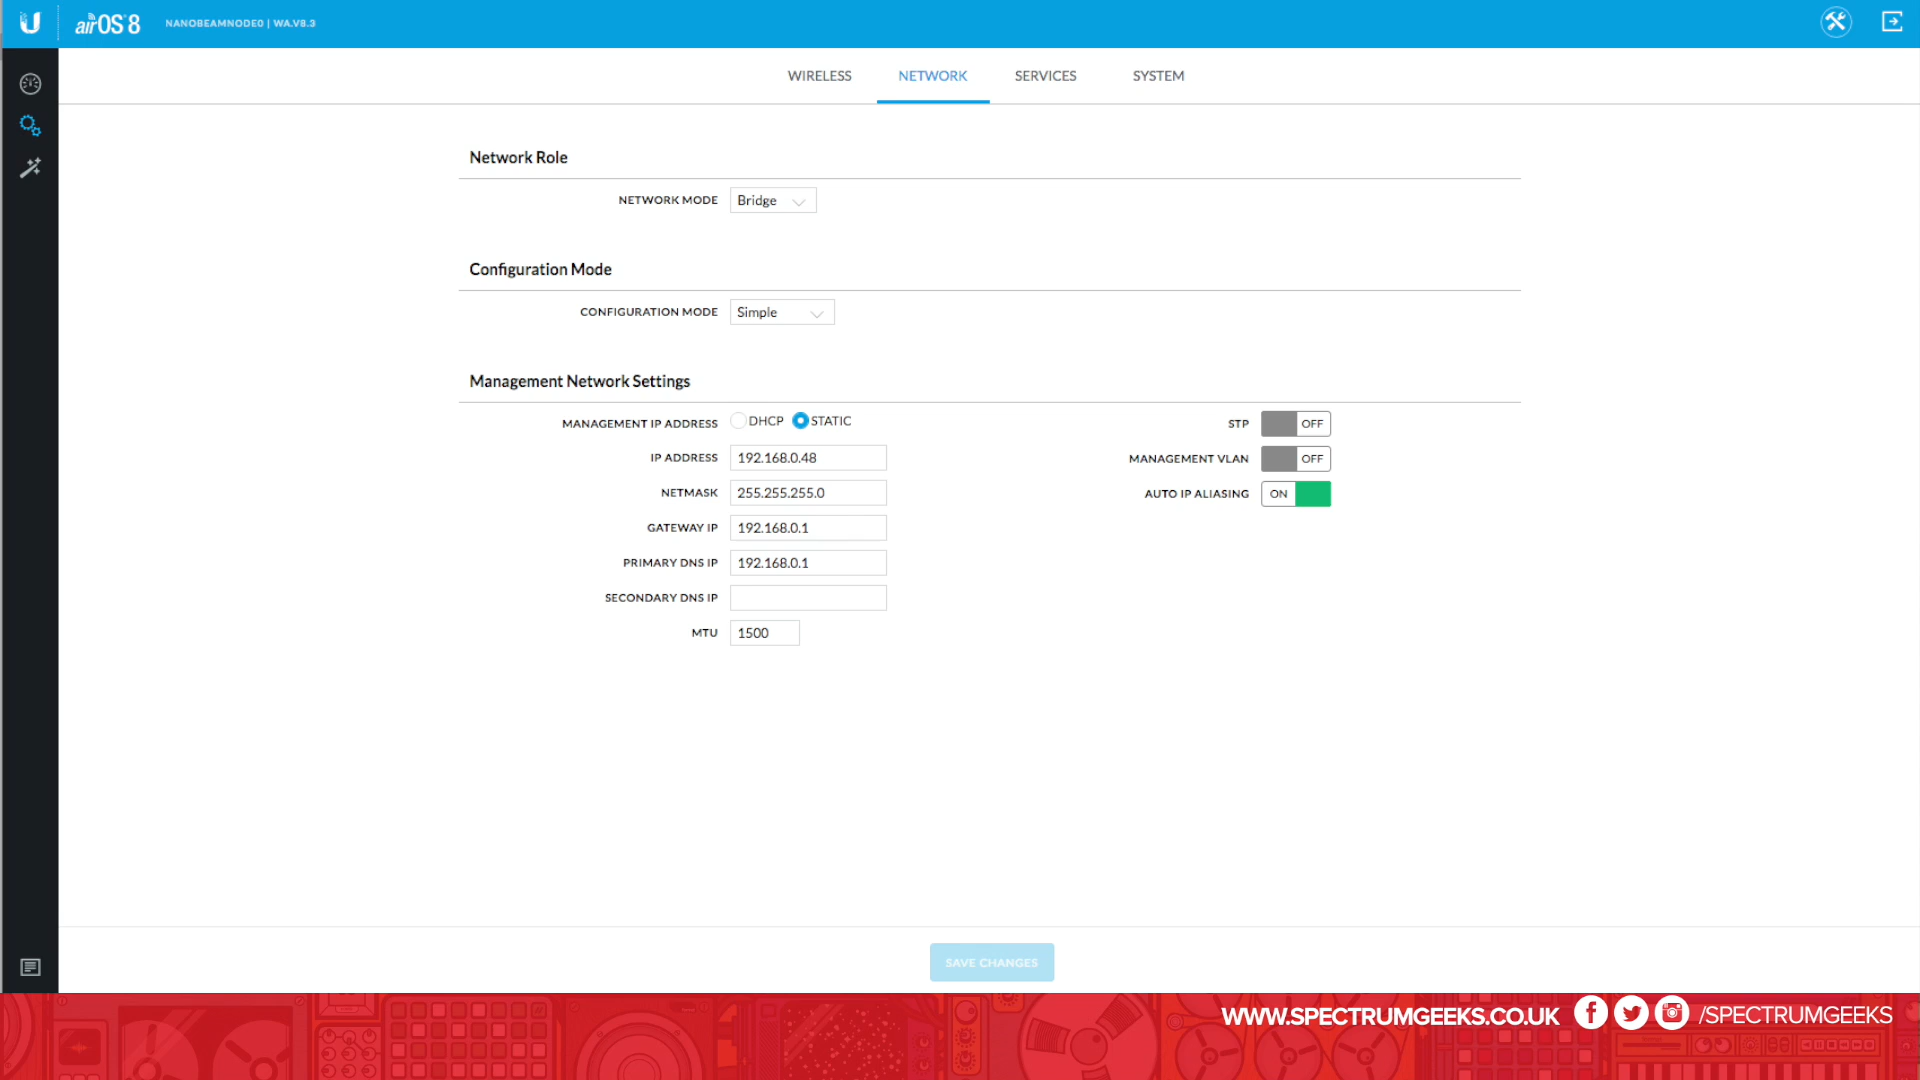 airOS 8 NANOBEAMNODE0 | WA.V8.3
WIRELESS NETWORK SERVICES SYSTEM
Network Role
NETWORK MODE Bridge
Configuration Mode
CONFIGURATION MODE Simple
Management Network Settings
MANAGEMENT IP ADDRESS DHCP STATIC STP OFF
IP ADDRESS 192.168.0.48 MANAGEMENT VLAN OFF
NETMASK 255.255.255.0 AUTO IP ALIASING ON
GATEWAY IP 192.168.0.1
PRIMARY DNS IP 192.168.0.1
SECONDARY DNS IP
MTU 1500
SAVE CHANGES
WWW.SPECTRUMGEEKS.CO.UK /SPECTRUMGEEKS